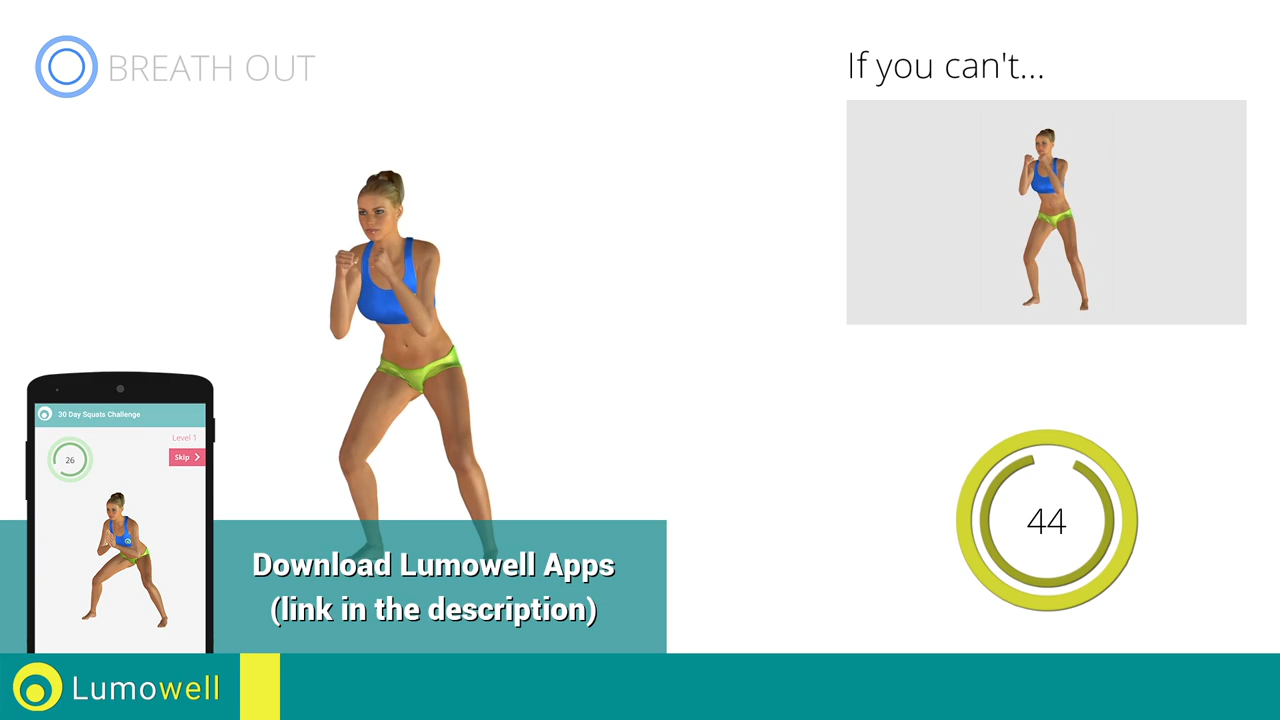 BREATH OUT
If you can't...
30 Day Squats Challenge
Level 1
26
Skip
44
Download Lumowell Apps
(link in the description)
Lumowell